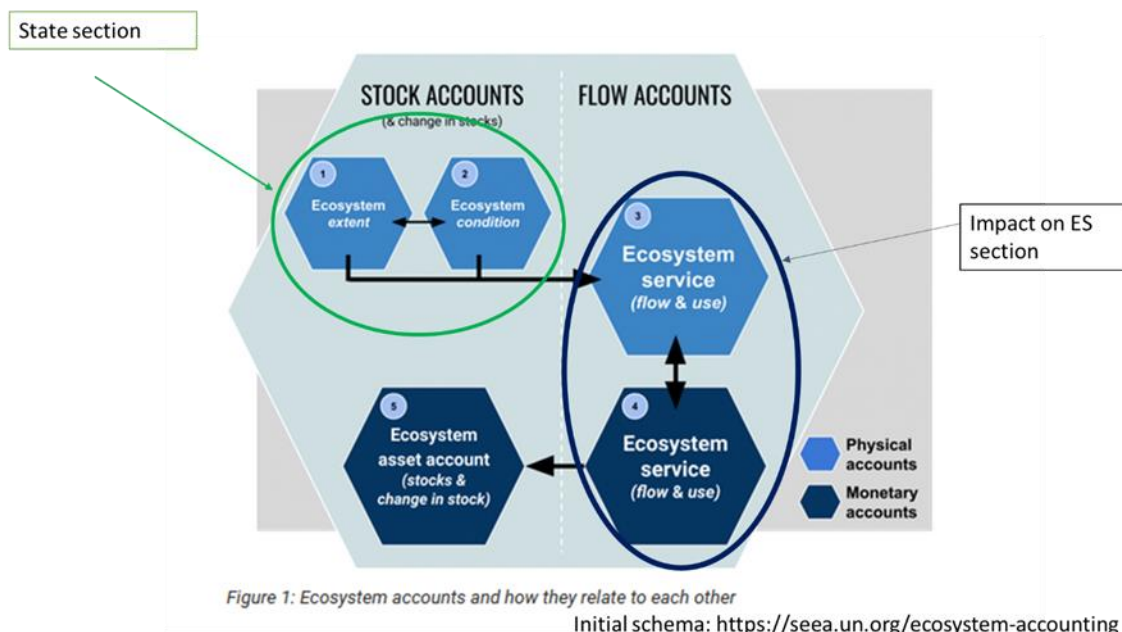 State section
STOCK ACCOUNTS
(& change in stocks)
FLOW ACCOUNTS
1
Ecosystem
extent
2
Ecosystem
condition
3
Ecosystem
service
(flow & use)
Impact on ES
section
5
Ecosystem
asset account
(stocks &
change in stock)
4
Ecosystem
service
(flow & use)
Physical
accounts
Monetary
accounts
Figure 1: Ecosystem accounts and how they relate to each other
Initial schema: https://seea.un.org/ecosystem-accounting